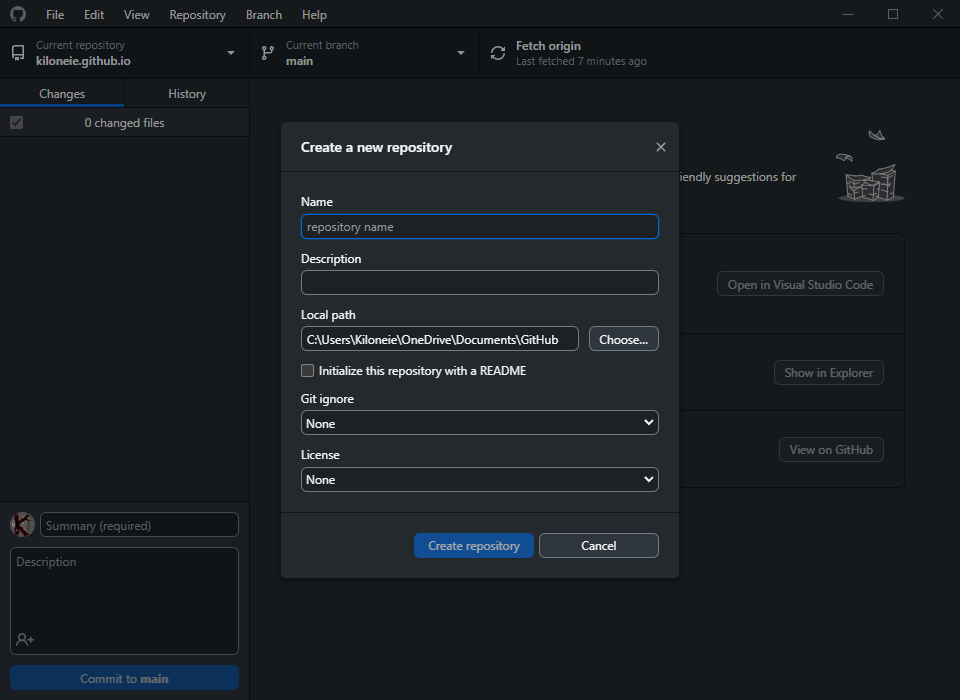 File Edit View Repository Branch Help
Current repository
kiloneie.github.io
Current branch
main
Fetch origin
Last fetched 7 minutes ago
Changes
History
0 changed files
Create a new repository
iendly suggestions for
Name
repository name
Description
Open in Visual Studio Code
Local path
C:\Users\Kiloneie\OneDrive\Documents\GitHub
Choose...
Initialize this repository with a README
Show in Explorer
Git ignore
None
View on GitHub
License
None
Summary (required)
Create repository
Cancel
Description
Commit to main